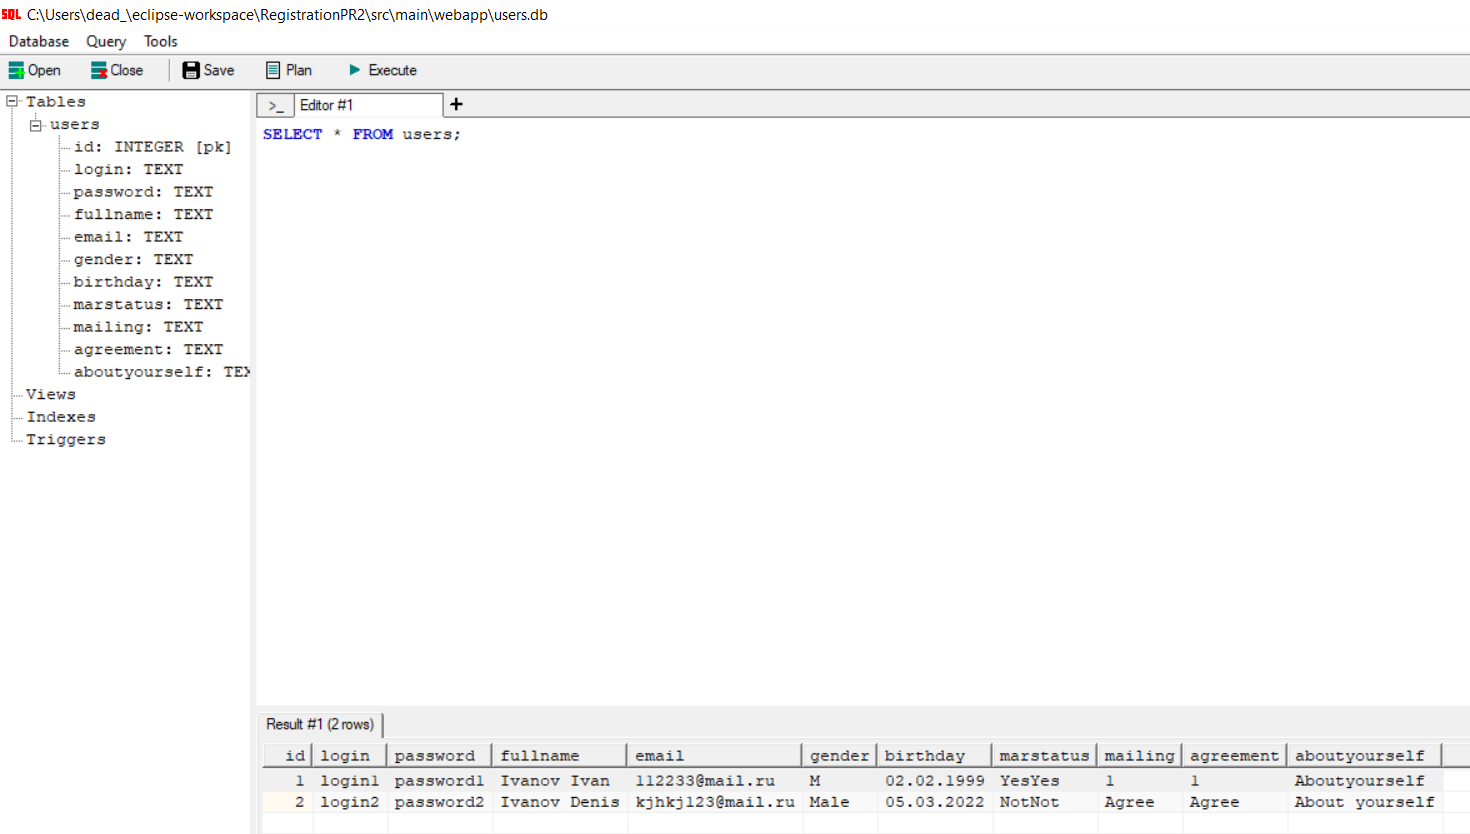 SQL C:\Users\dead_\eclipse-workspace\RegistrationPR2\src\main\webapp\users.db
Database Query Tools
Open Close Save Plan Execute
Tables
users
id: INTEGER [pk]
login: TEXT
password: TEXT
fullname: TEXT
email: TEXT
gender: TEXT
birthday: TEXT
marstatus: TEXT
mailing: TEXT
agreement: TEXT
aboutyourself: TEX
Views
Indexes
Triggers
>_ Editor #1 +
SELECT * FROM users;
Result #1 (2 rows)
id login password fullname email gender birthday marstatus mailing agreement aboutyourself
1 login1 password1 Ivanov Ivan 112233@mail.ru M 02.02.1999 YesYes 1 1 Aboutyourself
2 login2 password2 Ivanov Denis kjhkj123@mail.ru Male 05.03.2022 NotNot Agree Agree About yourself